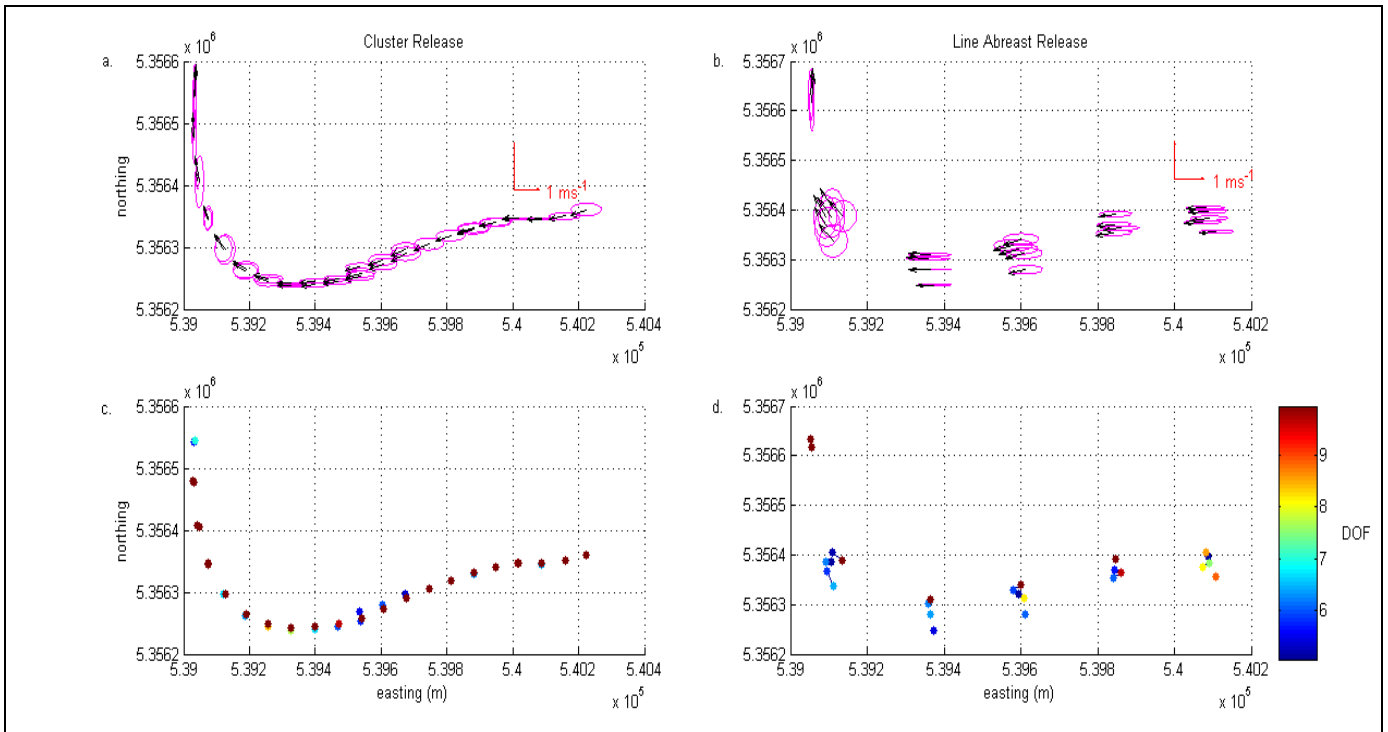 Cluster Release
Line Abreast Release
a.
x 10^6
5.3566
5.3565
5.3564
5.3563
5.3562
northing
1 ms^-1
5.39 5.392 5.394 5.396 5.398 5.4 5.402 5.404
x 10^5
b.
x 10^6
5.3567
5.3566
5.3565
5.3564
5.3563
5.3562
1 ms^-1
5.39 5.392 5.394 5.396 5.398 5.4 5.402
x 10^5
c.
x 10^6
5.3566
5.3565
5.3564
5.3563
5.3562
northing
5.39 5.392 5.394 5.396 5.398 5.4 5.402 5.404
easting (m)
x 10^5
d.
x 10^6
5.3567
5.3566
5.3565
5.3564
5.3563
5.3562
5.39 5.392 5.394 5.396 5.398 5.4 5.402
easting (m)
x 10^5
9
8
7
6
DOF